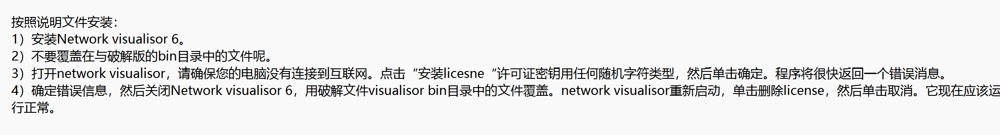 按照说明文件安装：
1）安装Network visualisor 6。
2）不要覆盖在与破解版的bin目录中的文件呢。
3）打开network visualisor，请确保您的电脑没有连接到互联网。点击“安装licesne“许可证密钥用任何随机字符类型，然后单击确定。程序将很快返回一个错误消息。
4）确定错误信息，然后关闭Network visualisor 6，用破解文件visualisor bin目录中的文件覆盖。network visualisor重新启动，单击删除license，然后单击取消。它现在应该运
行正常。